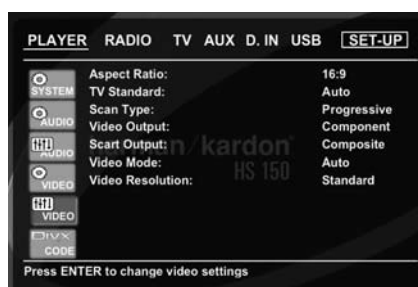 PLAYER RADIO TV AUX D. IN USB SET-UP
SYSTEM
AUDIO
AUDIO
VIDEO
VIDEO
DIVX
CODE
Aspect Ratio: 16:9
TV Standard: Auto
Scan Type: Progressive
Video Output: Component
Scart Output: Composite
Video Mode: Auto
Video Resolution: Standard
harman/kardon
HS 150
Press ENTER to change video settings